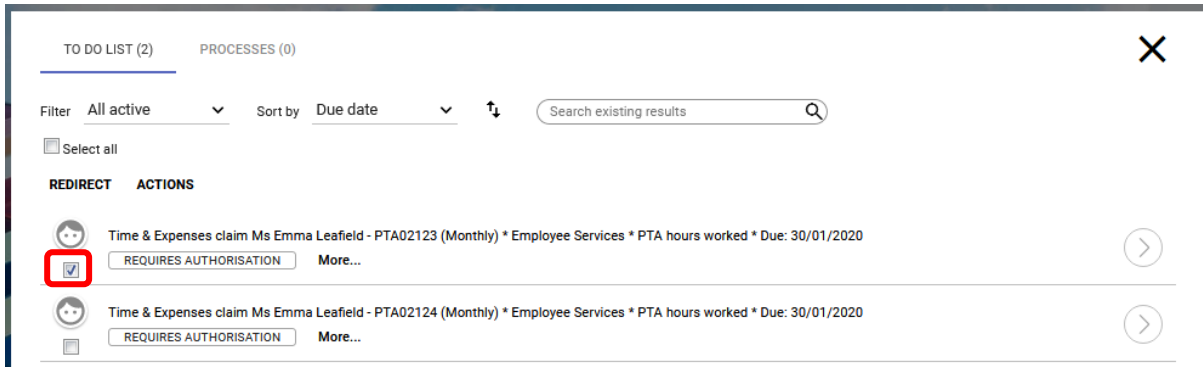 TO DO LIST (2) PROCESSES (0)
Filter All active Sort by Due date Search existing results
Select all
REDIRECT ACTIONS
Time & Expenses claim Ms Emma Leafield - PTA02123 (Monthly) * Employee Services * PTA hours worked * Due: 30/01/2020
REQUIRES AUTHORISATION More...
Time & Expenses claim Ms Emma Leafield - PTA02124 (Monthly) * Employee Services * PTA hours worked * Due: 30/01/2020
REQUIRES AUTHORISATION More...